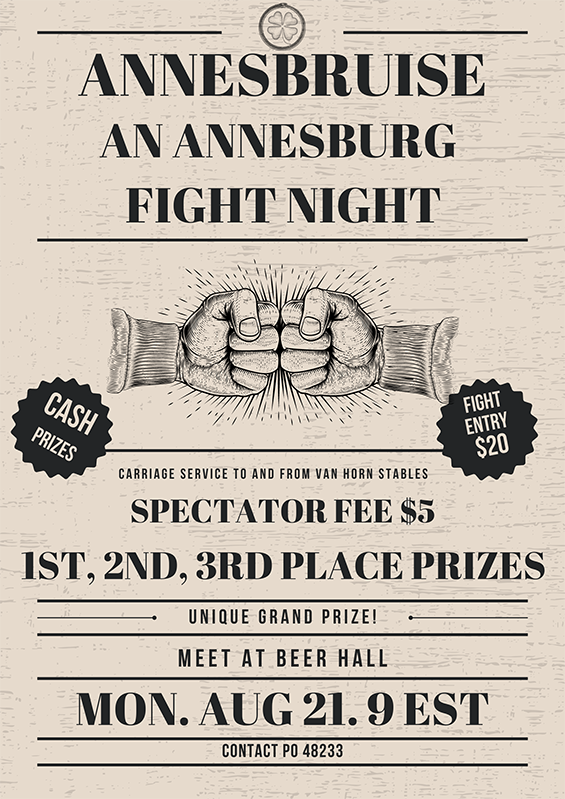 ANNESBRUISE
AN ANNESBURG
FIGHT NIGHT
CASH
PRIZES
FIGHT
ENTRY
$20
CARRIAGE SERVICE TO AND FROM VAN HORN STABLES
SPECTATOR FEE $5
1ST, 2ND, 3RD PLACE PRIZES
UNIQUE GRAND PRIZE!
MEET AT BEER HALL
MON. AUG 21. 9 EST
CONTACT PO 48233